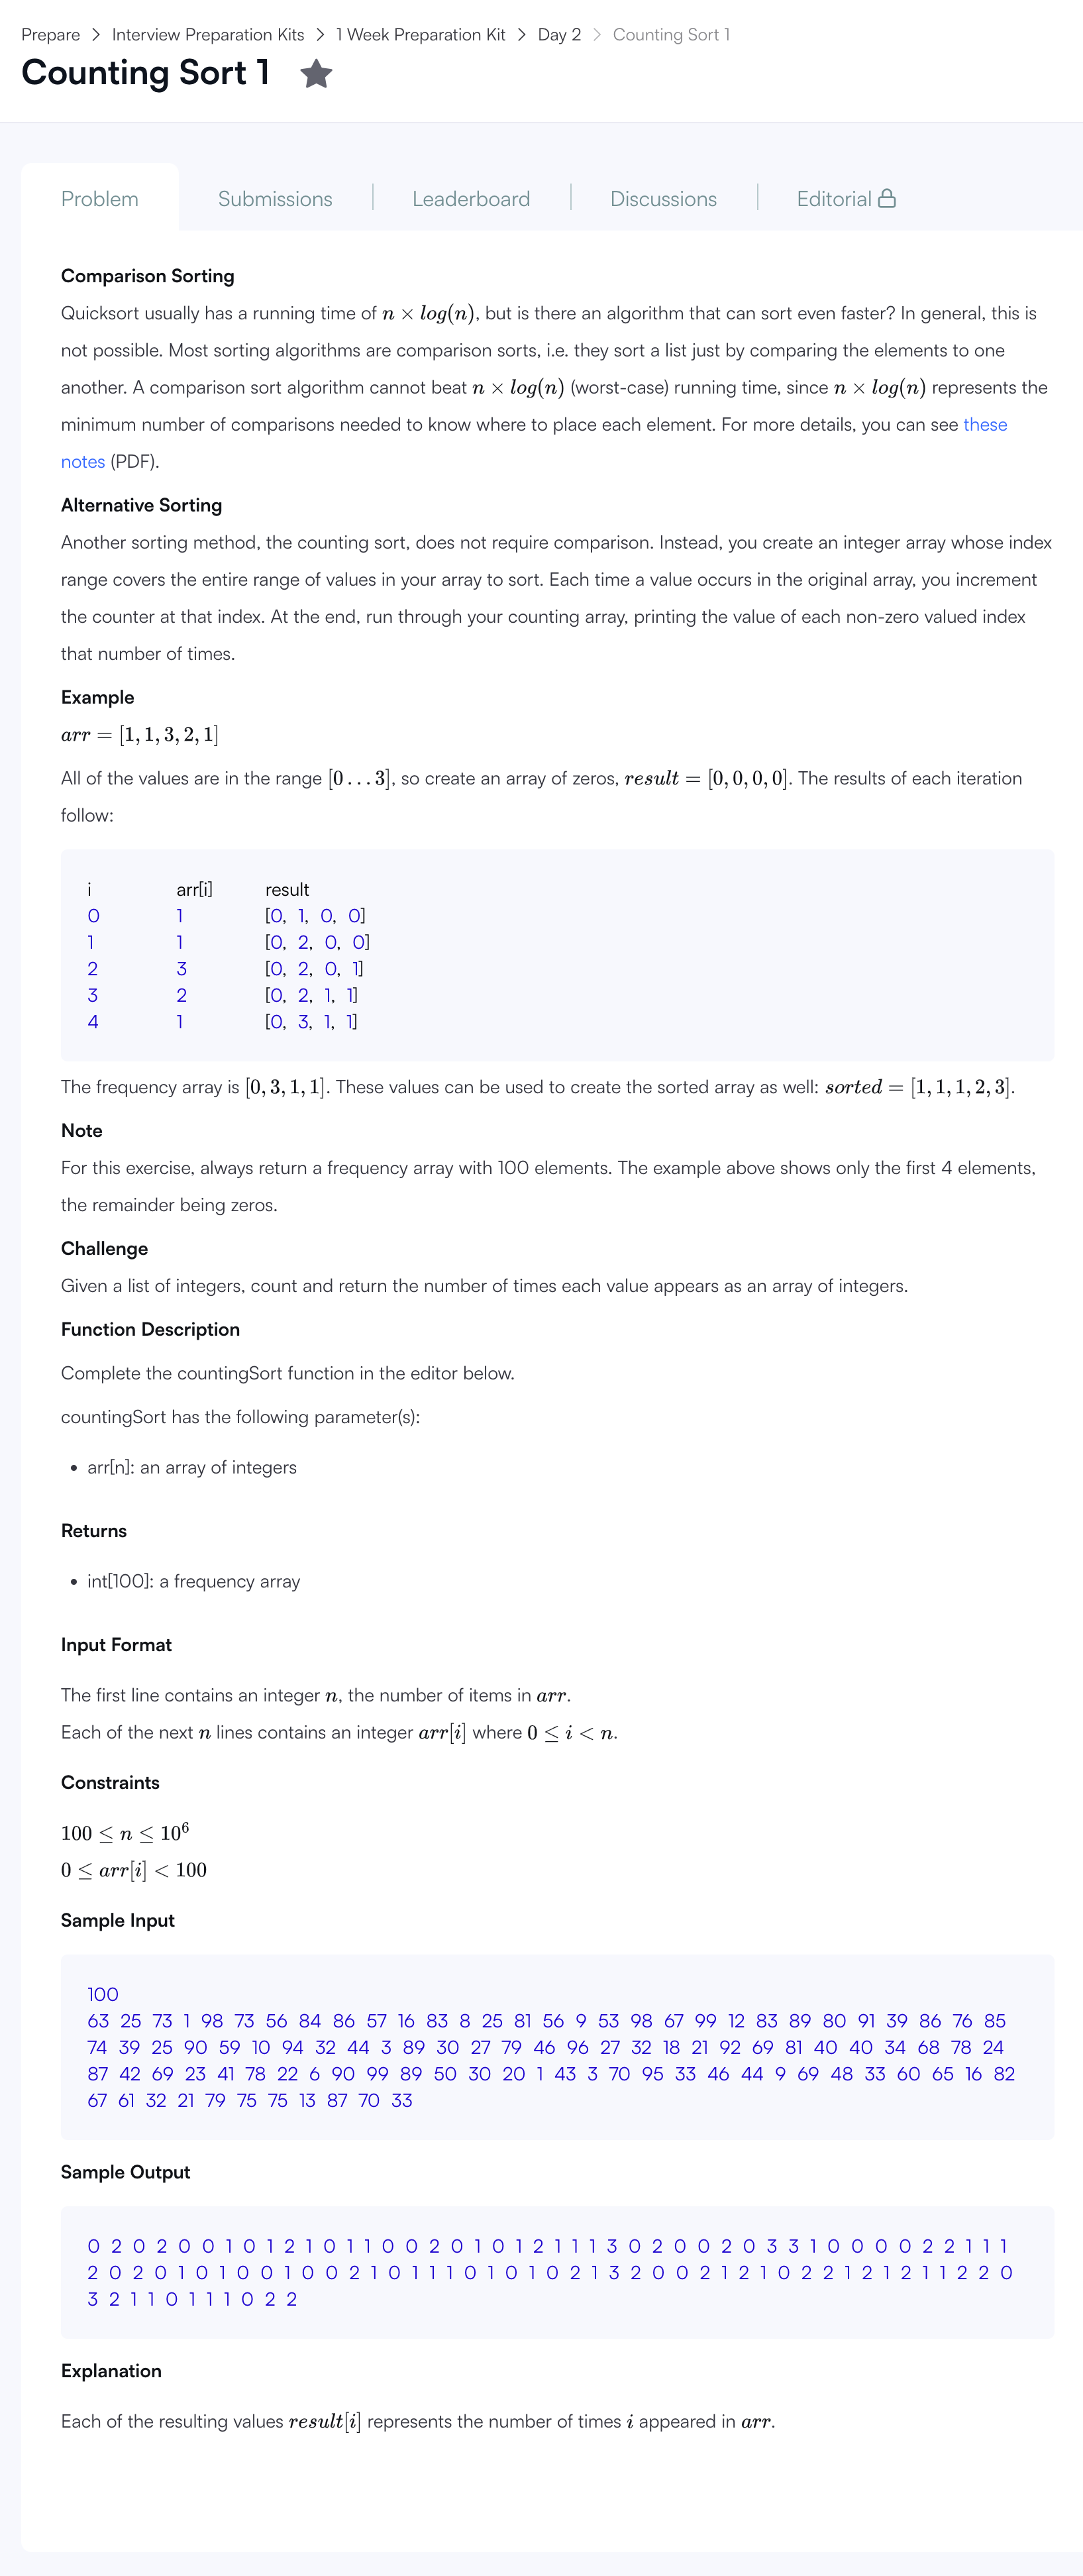 Prepare > Interview Preparation Kits > 1 Week Preparation Kit > Day 2 > Counting Sort 1
Counting Sort 1
Problem
Submissions
Leaderboard
Discussions
Editorial
Comparison Sorting
Quicksort usually has a running time of n × log(n), but is there an algorithm that can sort even faster? In general, this is
not possible. Most sorting algorithms are comparison sorts, i.e. they sort a list just by comparing the elements to one
another. A comparison sort algorithm cannot beat n × log(n) (worst-case) running time, since n × log(n) represents the
minimum number of comparisons needed to know where to place each element. For more details, you can see these
notes (PDF).
Alternative Sorting
Another sorting method, the counting sort, does not require comparison. Instead, you create an integer array whose index
range covers the entire range of values in your array to sort. Each time a value occurs in the original array, you increment
the counter at that index. At the end, run through your counting array, printing the value of each non-zero valued index
that number of times.
Example
arr = [1, 1, 3, 2, 1]
All of the values are in the range [0 . . . 3], so create an array of zeros, result = [0, 0, 0, 0]. The results of each iteration
follow:
i arr[i] result
0 1 [0, 1, 0, 0]
1 1 [0, 2, 0, 0]
2 3 [0, 2, 0, 1]
3 2 [0, 2, 1, 1]
4 1 [0, 3, 1, 1]
The frequency array is [0, 3, 1, 1]. These values can be used to create the sorted array as well: sorted = [1, 1, 1, 2, 3].
Note
For this exercise, always return a frequency array with 100 elements. The example above shows only the first 4 elements,
the remainder being zeros.
Challenge
Given a list of integers, count and return the number of times each value appears as an array of integers.
Function Description
Complete the countingSort function in the editor below.
countingSort has the following parameter(s):
• arr[n]: an array of integers
Returns
• int[100]: a frequency array
Input Format
The first line contains an integer n, the number of items in arr.
Each of the next n lines contains an integer arr[i] where 0 ≤ i < n.
Constraints
100 ≤ n ≤ 10⁶
0 ≤ arr[i] < 100
Sample Input
100
63 25 73 1 98 73 56 84 86 57 16 83 8 25 81 56 9 53 98 67 99 12 83 89 80 91 39 86 76 85
74 39 25 90 59 10 94 32 44 3 89 30 27 79 46 96 27 32 18 21 92 69 81 40 40 34 68 78 24
87 42 69 23 41 78 22 6 90 99 89 50 30 20 1 43 3 70 95 33 46 44 9 69 48 33 60 65 16 82
67 61 32 21 79 75 75 13 87 70 33
Sample Output
0 2 0 2 0 0 1 0 1 2 1 0 1 1 0 0 2 0 1 0 1 2 1 1 1 3 0 2 0 0 2 0 3 3 1 0 0 0 0 2 2 1 1 1
2 0 2 0 1 0 1 0 0 1 0 0 2 1 0 1 1 1 0 1 0 1 0 2 1 3 2 0 0 2 1 2 1 0 2 2 1 2 1 2 1 1 2 2 0
3 2 1 1 0 1 1 1 0 2 2
Explanation
Each of the resulting values result[i] represents the number of times i appeared in arr.